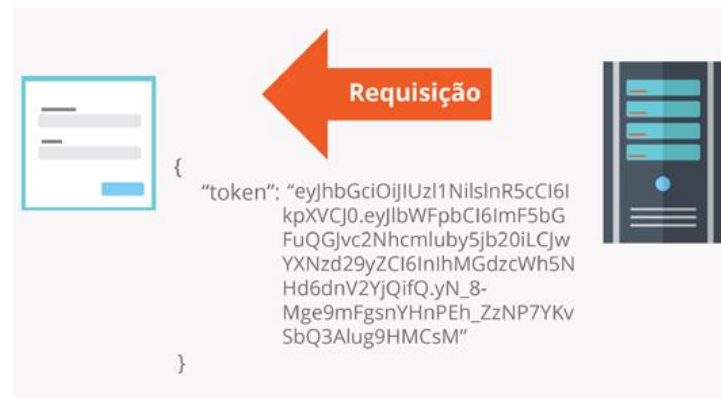 Requisição
{
"token": "eyJhbGciOiJIUzI1NiIsInR5cCI6I
kpXVCJ0.eyJlbWFpbCI6ImF5bG
FuQGJvc2Nhcmluby5jb20iLCJw
YXNzd29yZCI6InIhMGdzcWh5N
Hd6dnV2YjQifQ.yN_8-
Mge9mFgsnYHnPEh_ZzNP7YKv
SbQ3Alug9HMCsM"
}